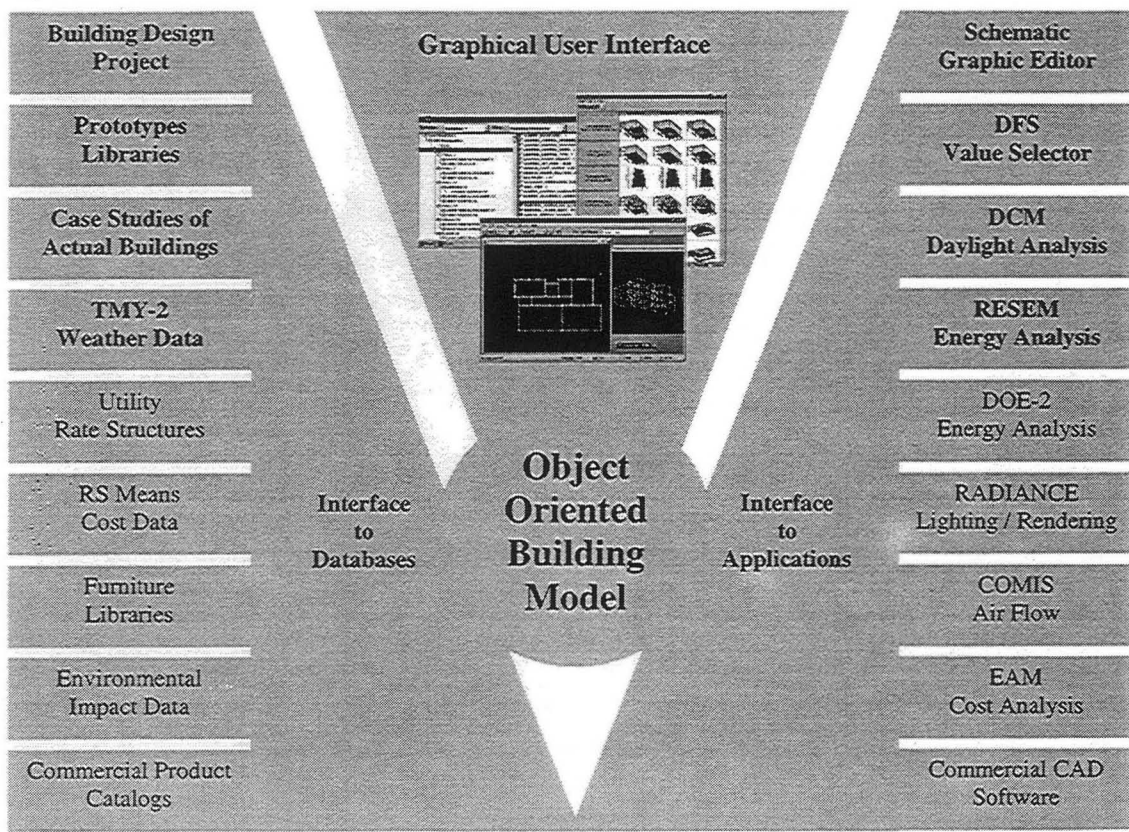 Building Design
Project
Prototypes
Libraries
Case Studies of
Actual Buildings
TMY-2
Weather Data
Utility
Rate Structures
RS Means
Cost Data
Furniture
Libraries
Environmental
Impact Data
Commercial Product
Catalogs
Graphical User Interface
Interface
to
Databases
Object
Oriented
Building
Model
Interface
to
Applications
Schematic
Graphic Editor
DFS
Value Selector
DCM
Daylight Analysis
RESEM
Energy Analysis
DOE-2
Energy Analysis
RADIANCE
Lighting / Rendering
COMIS
Air Flow
EAM
Cost Analysis
Commercial CAD
Software